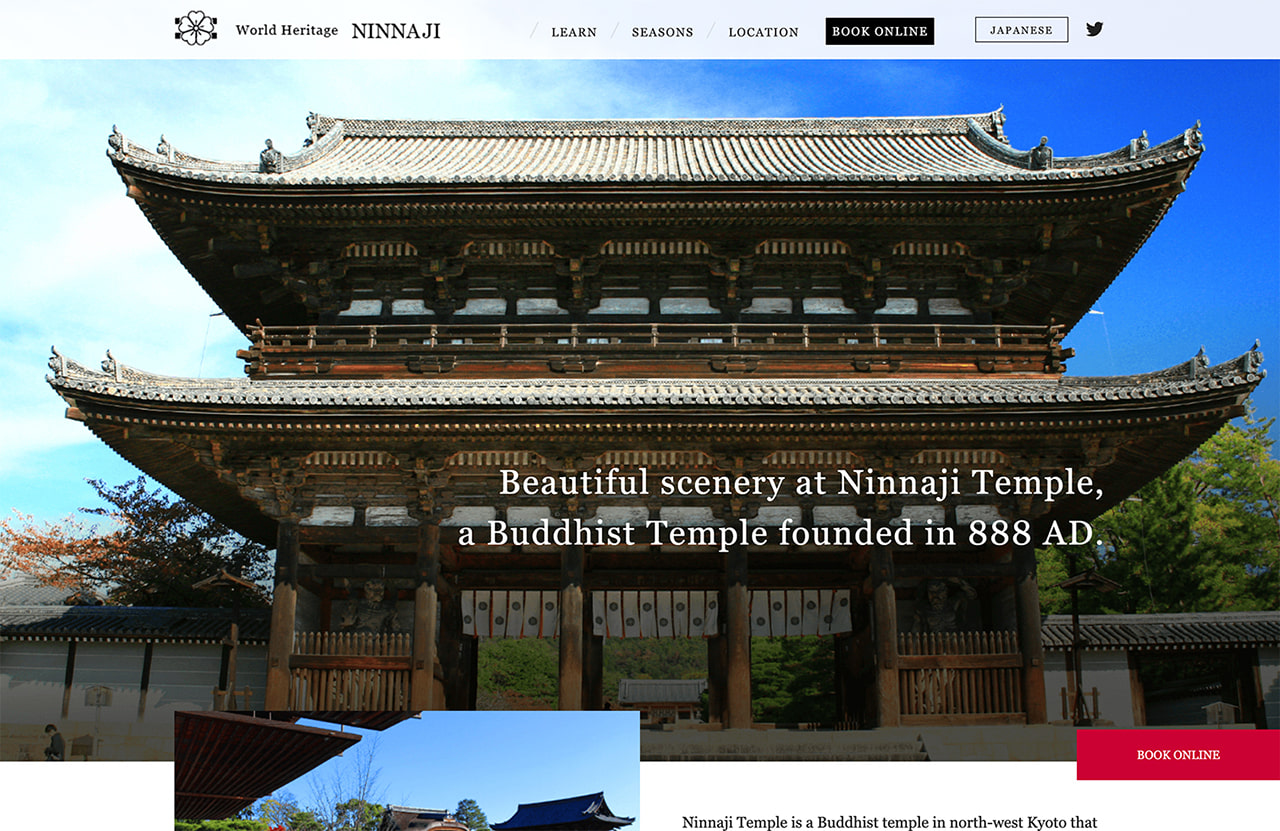 World Heritage NINNAJI
LEARN
SEASONS
LOCATION
BOOK ONLINE
JAPANESE
Beautiful scenery at Ninnaji Temple,
a Buddhist Temple founded in 888 AD.
BOOK ONLINE
Ninnaji Temple is a Buddhist temple in north-west Kyoto that